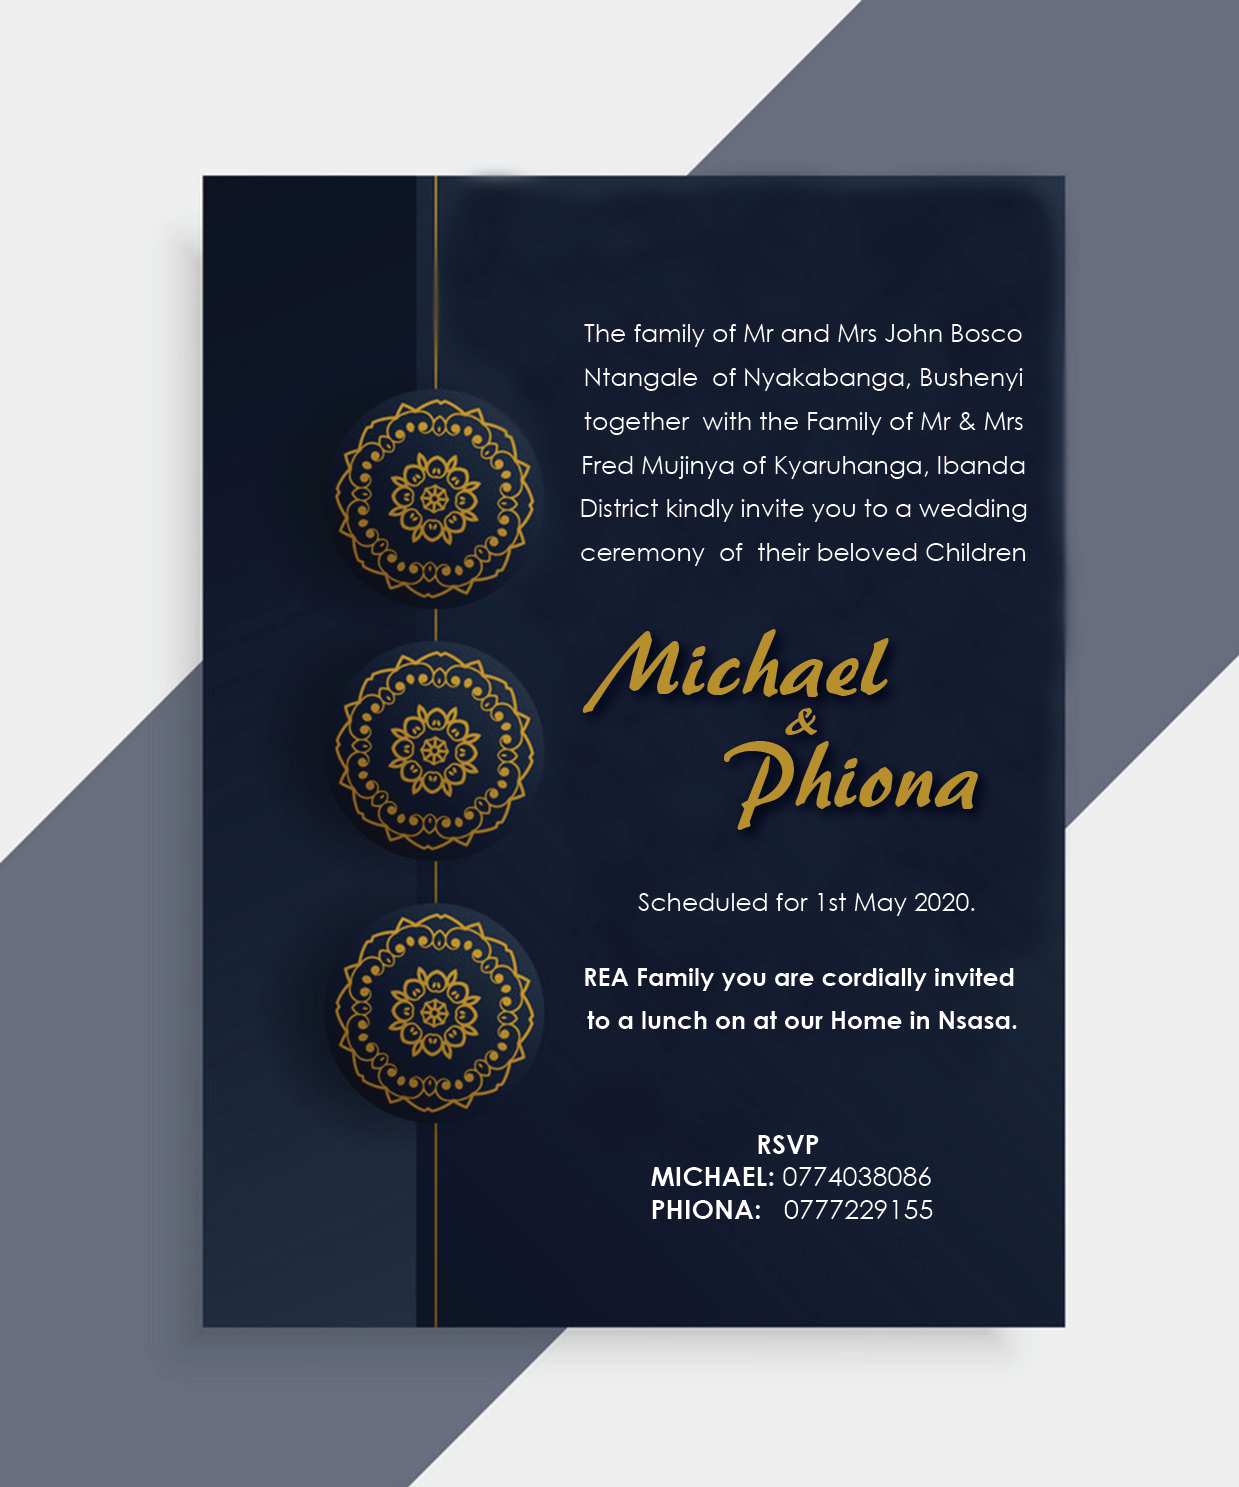 The family of Mr and Mrs John Bosco
Ntangale of Nyakabanga, Bushenyi
together with the Family of Mr & Mrs
Fred Mujinya of Kyaruhanga, Ibanda
District kindly invite you to a wedding
ceremony of their beloved Children
Michael
&
Phiona
Scheduled for 1st May 2020.
REA Family you are cordially invited
to a lunch on at our Home in Nsasa.
RSVP
MICHAEL: 0774038086
PHIONA: 0777229155